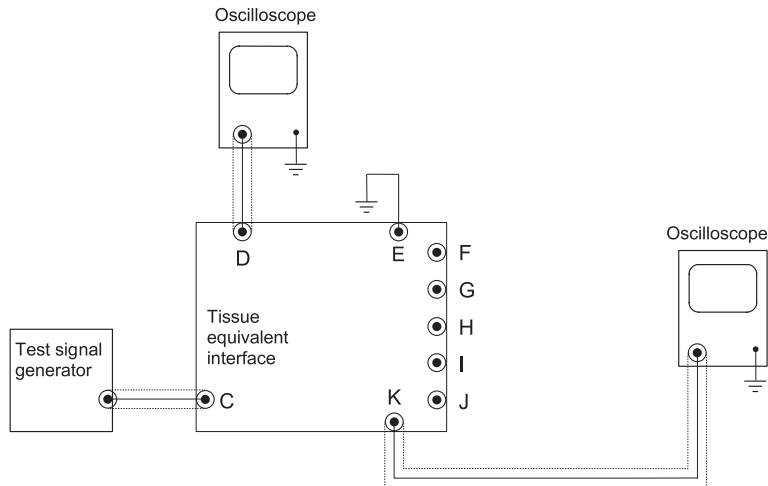 Oscilloscope
Oscilloscope
D
E
F
G
H
I
J
K
C
Tissue
equivalent
interface
Test signal
generator